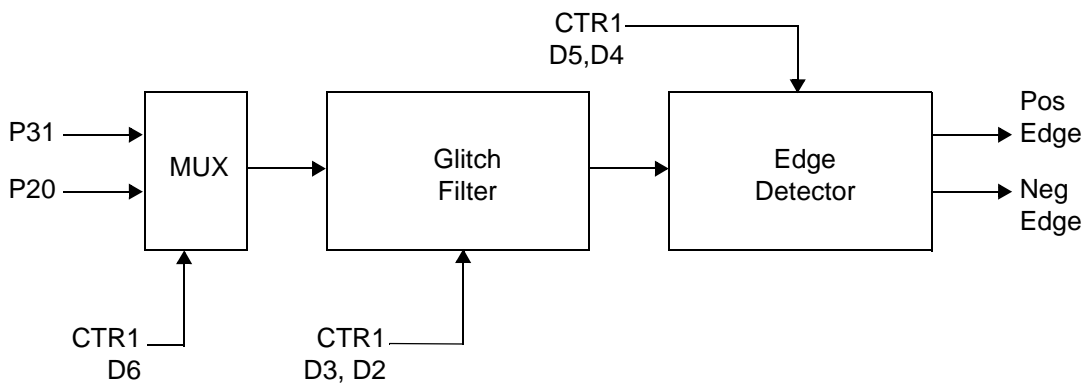 CTR1
D5,D4
P31
P20
MUX
Glitch
Filter
Edge
Detector
Pos
Edge
Neg
Edge
CTR1
D6
CTR1
D3, D2